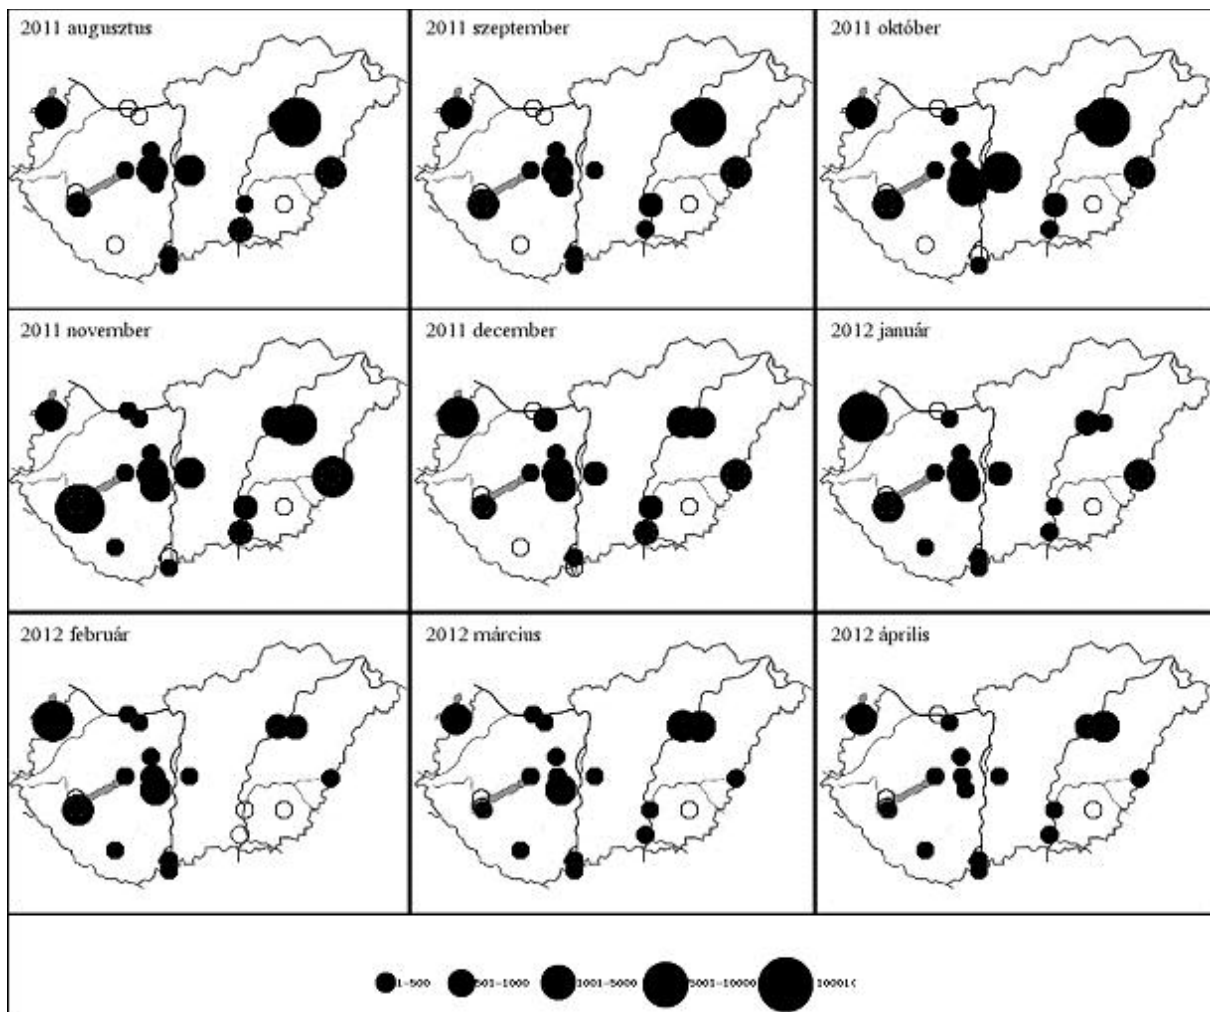 2011 augusztus
2011 szeptember
2011 október
2011 november
2011 december
2012 január
2012 február
2012 március
2012 április
1-500
501-1000
1001-5000
5001-10000
10001<